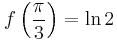 f(π/3) = ln 2